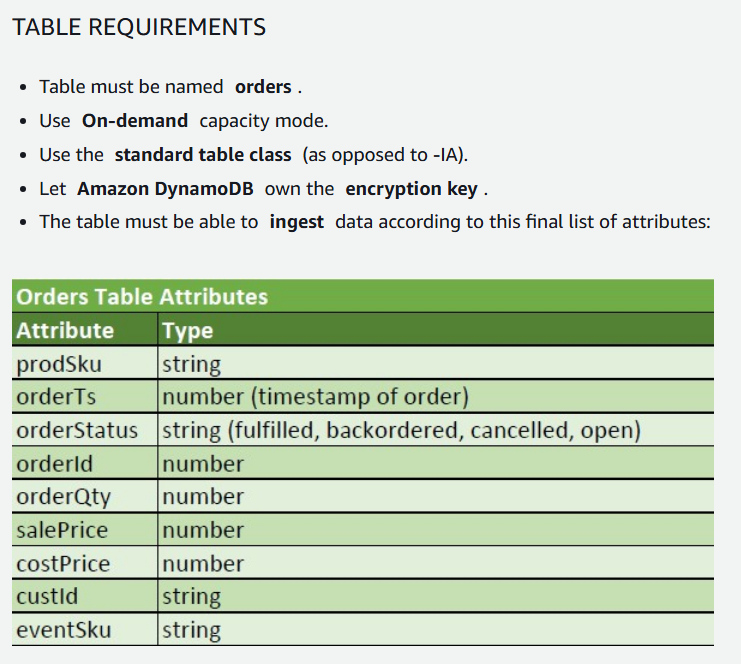 TABLE REQUIREMENTS
• Table must be named orders .
• Use On-demand capacity mode.
• Use the standard table class (as opposed to -IA).
• Let Amazon DynamoDB own the encryption key .
• The table must be able to ingest data according to this final list of attributes:
Orders Table Attributes
Attribute Type
prodSku string
orderTs number (timestamp of order)
orderStatus string (fulfilled, backordered, cancelled, open)
orderId number
orderQty number
salePrice number
costPrice number
custId string
eventSku string